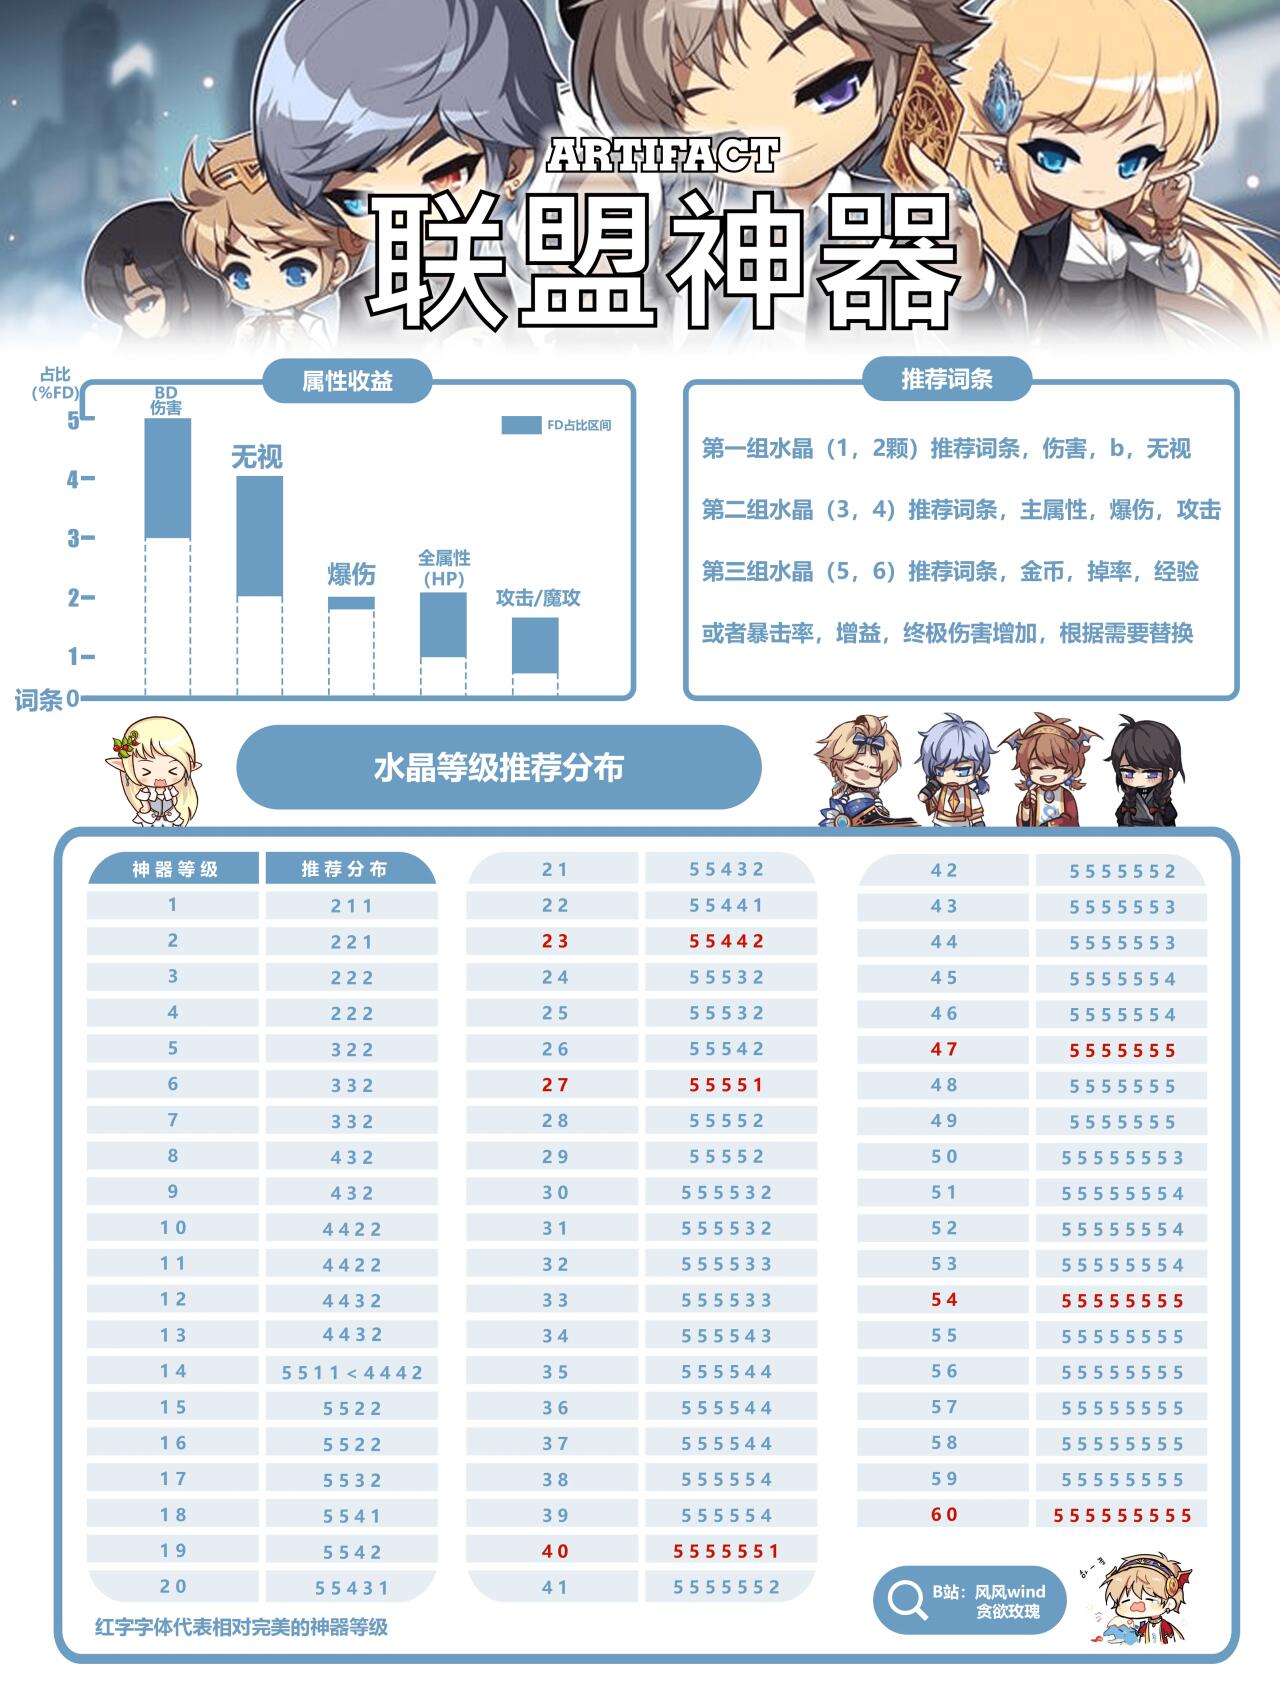 ARTIFACT
联盟神器
属性收益
占比
(%FD)
5
4
3
2
1
词条 0
BD
伤害
无视
爆伤
全属性
(HP)
攻击/魔攻
FD占比区间
推荐词条
第一组水晶（1，2颗）推荐词条，伤害，b，无视
第二组水晶（3，4）推荐词条，主属性，爆伤，攻击
第三组水晶（5，6）推荐词条，金币，掉率，经验
或者暴击率，增益，终极伤害增加，根据需要替换
水晶等级推荐分布
神器等级 推荐分布
1 211
2 221
3 222
4 222
5 322
6 332
7 332
8 432
9 432
10 4422
11 4422
12 4432
13 4432
14 5511<4442
15 5522
16 5522
17 5532
18 5541
19 5542
20 55431
21 55432
22 55441
23 55442
24 55532
25 55532
26 55542
27 55551
28 55552
29 55552
30 555532
31 555532
32 555533
33 555533
34 555543
35 555544
36 555544
37 555544
38 555554
39 555554
40 5555551
41 5555552
42 5555552
43 5555553
44 5555553
45 5555554
46 5555554
47 5555555
48 5555555
49 5555555
50 55555553
51 55555554
52 55555554
53 55555554
54 55555555
55 55555555
56 55555555
57 55555555
58 55555555
59 55555555
60 555555555
红字字体代表相对完美的神器等级
B站：风风wind
贪欲玫瑰